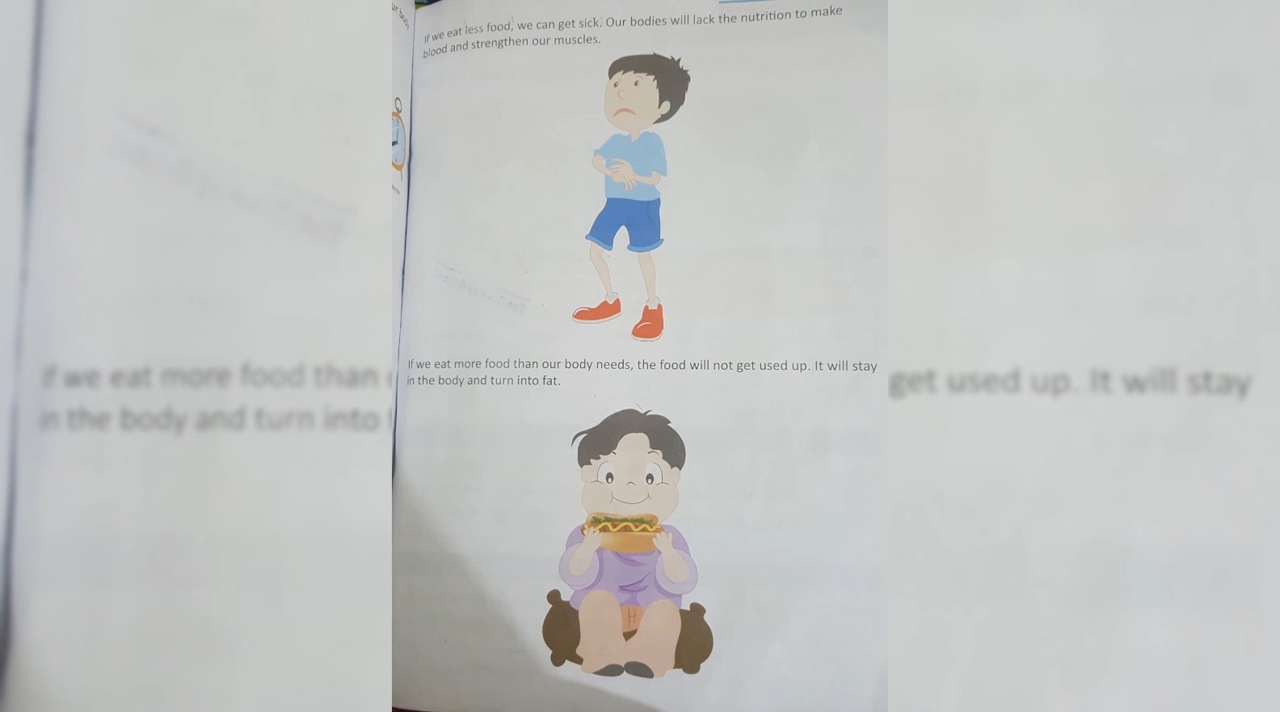 If we eat less food, we can get sick. Our bodies will lack the nutrition to make
blood and strengthen our muscles.
If we eat more food than our body needs, the food will not get used up. It will stay
in the body and turn into fat.